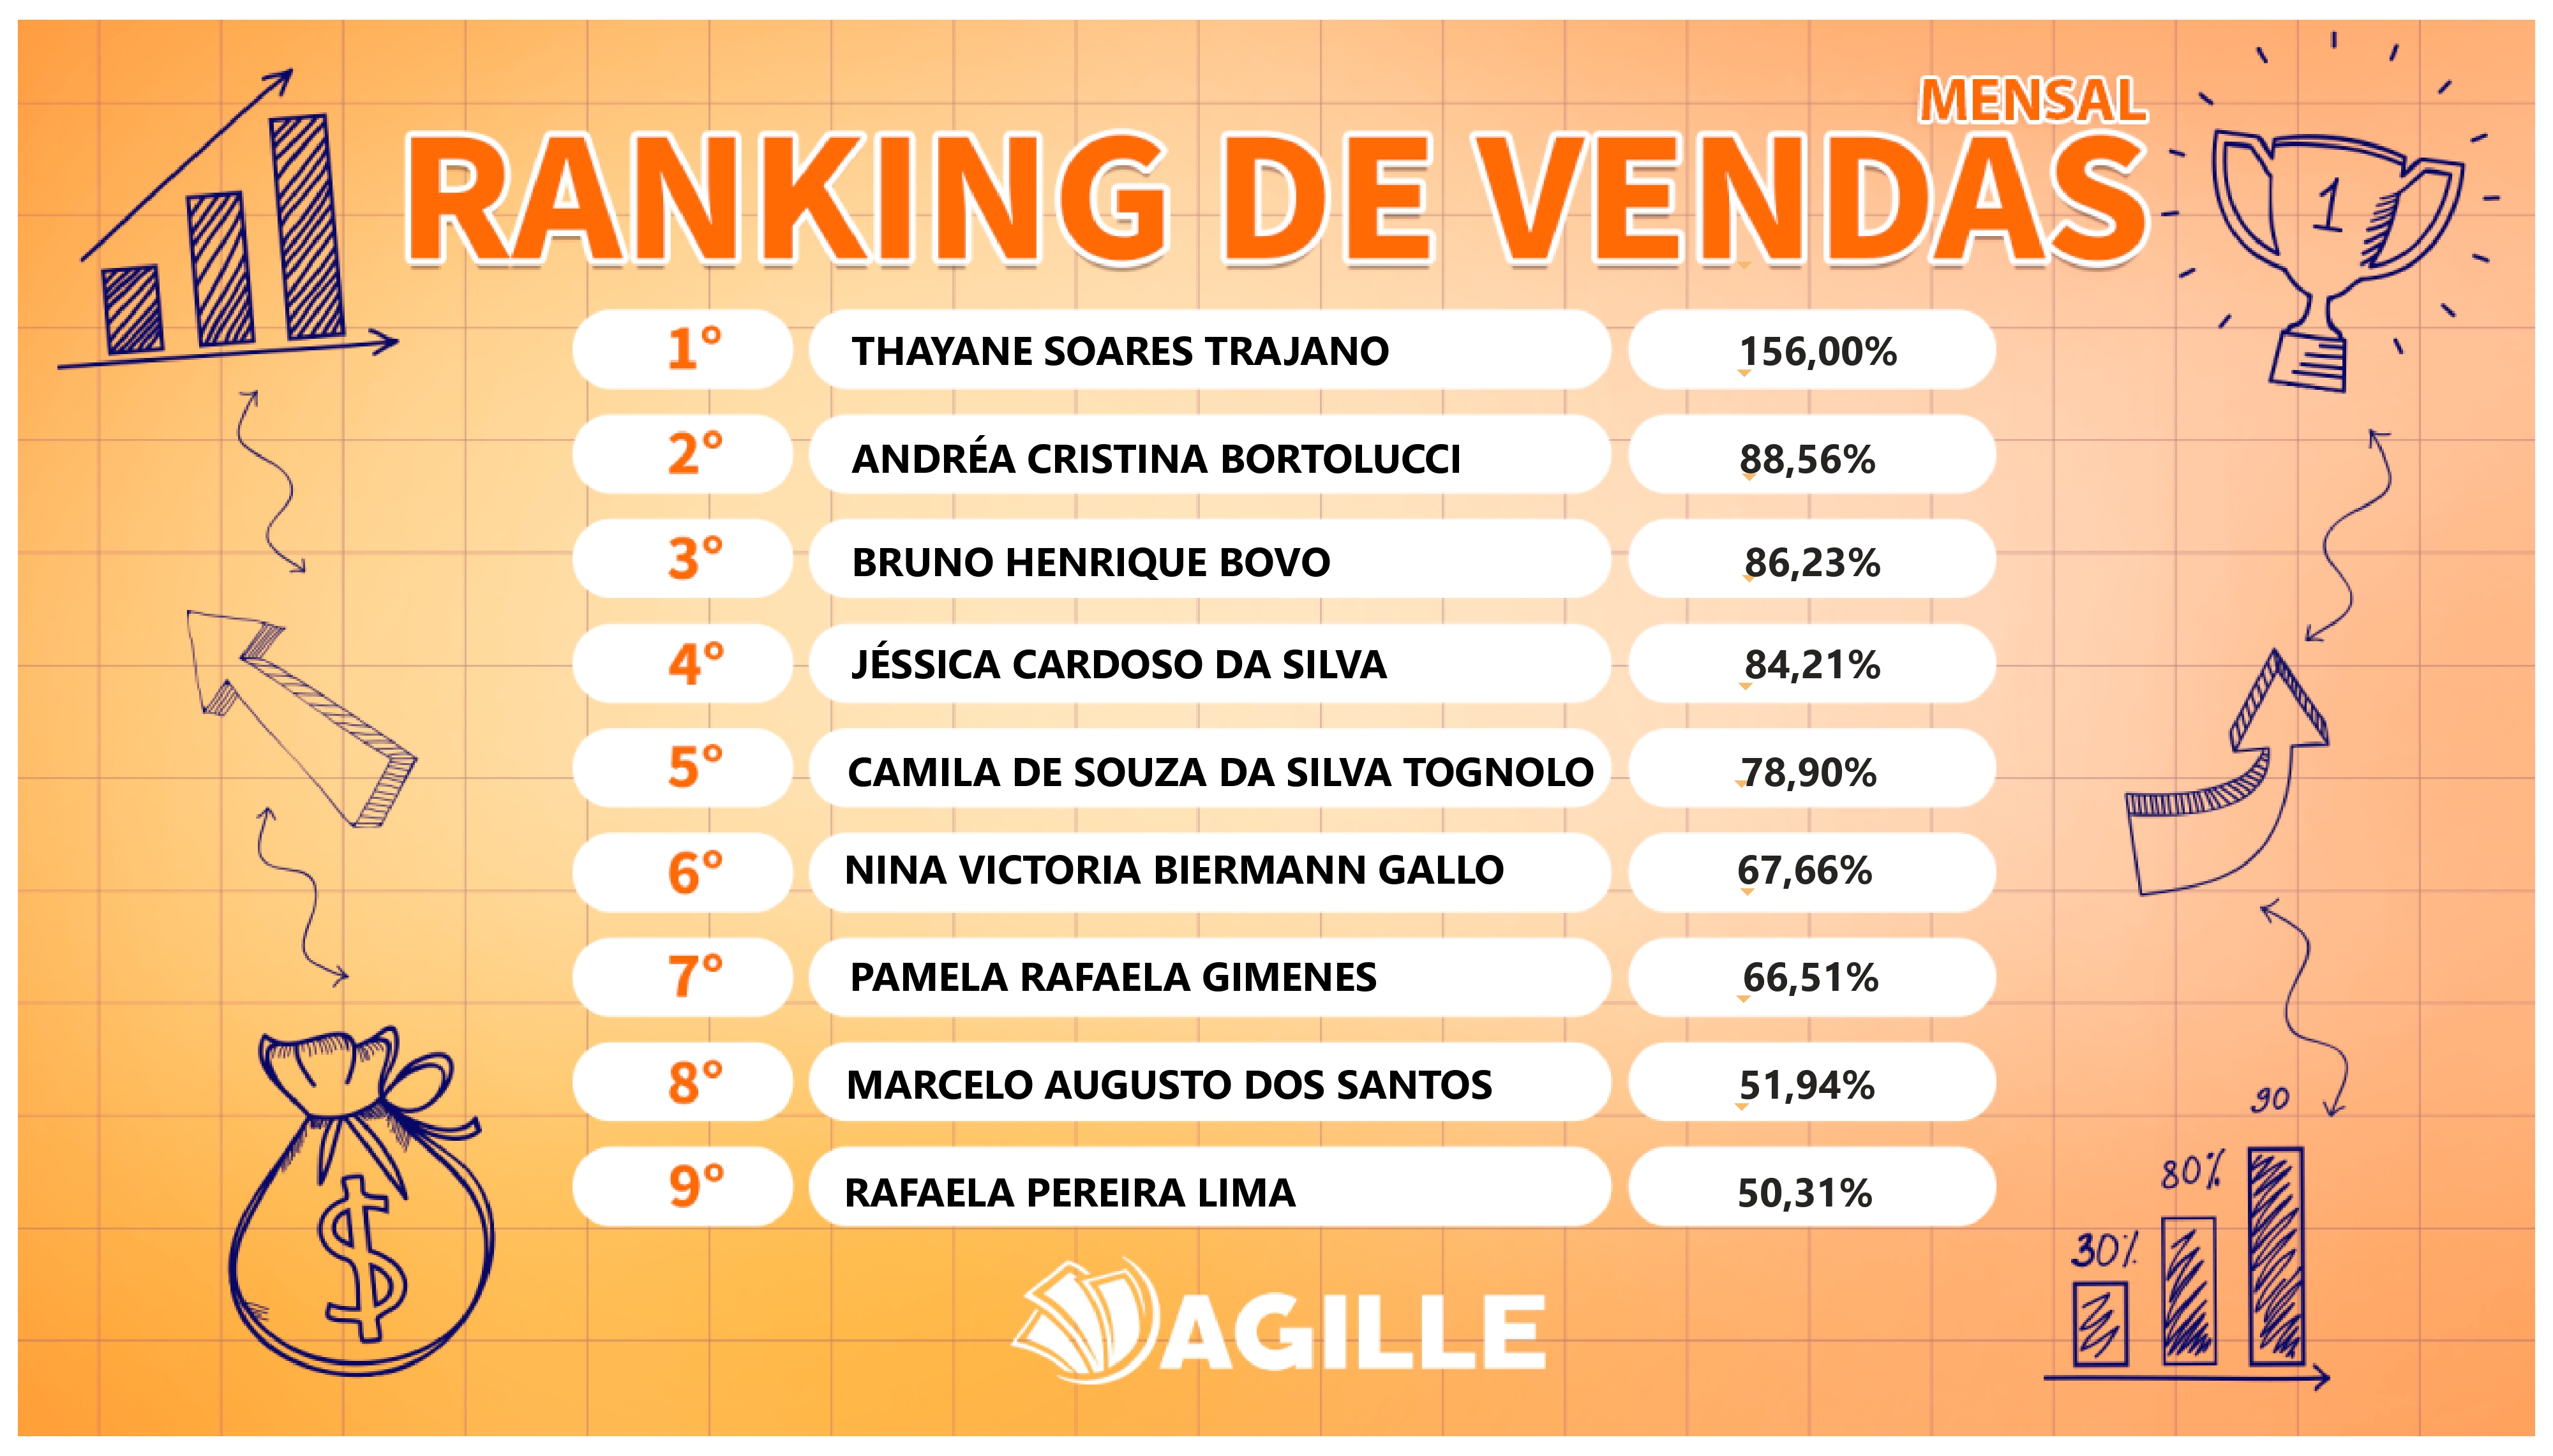 MENSAL
RANKING DE VENDAS
1
1° THAYANE SOARES TRAJANO 156,00%
2° ANDRÉA CRISTINA BORTOLUCCI 88,56%
3° BRUNO HENRIQUE BOVO 86,23%
4° JÉSSICA CARDOSO DA SILVA 84,21%
5° CAMILA DE SOUZA DA SILVA TOGNOLO 78,90%
6° NINA VICTORIA BIERMANN GALLO 67,66%
7° PAMELA RAFAELA GIMENES 66,51%
8° MARCELO AUGUSTO DOS SANTOS 51,94%
9° RAFAELA PEREIRA LIMA 50,31%
$
90
80%
30%
AGILLE